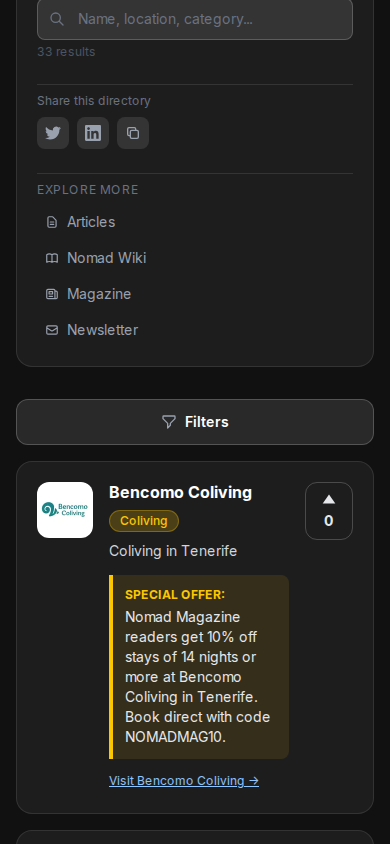 Name, location, category...
33 results
Share this directory
EXPLORE MORE
Articles
Nomad Wiki
Magazine
Newsletter
Filters
Bencomo
Coliving
Bencomo Coliving
Coliving
Coliving in Tenerife
0
SPECIAL OFFER:
Nomad Magazine
readers get 10% off
stays of 14 nights or
more at Bencomo
Coliving in Tenerife.
Book direct with code
NOMADMAG10.
Visit Bencomo Coliving →